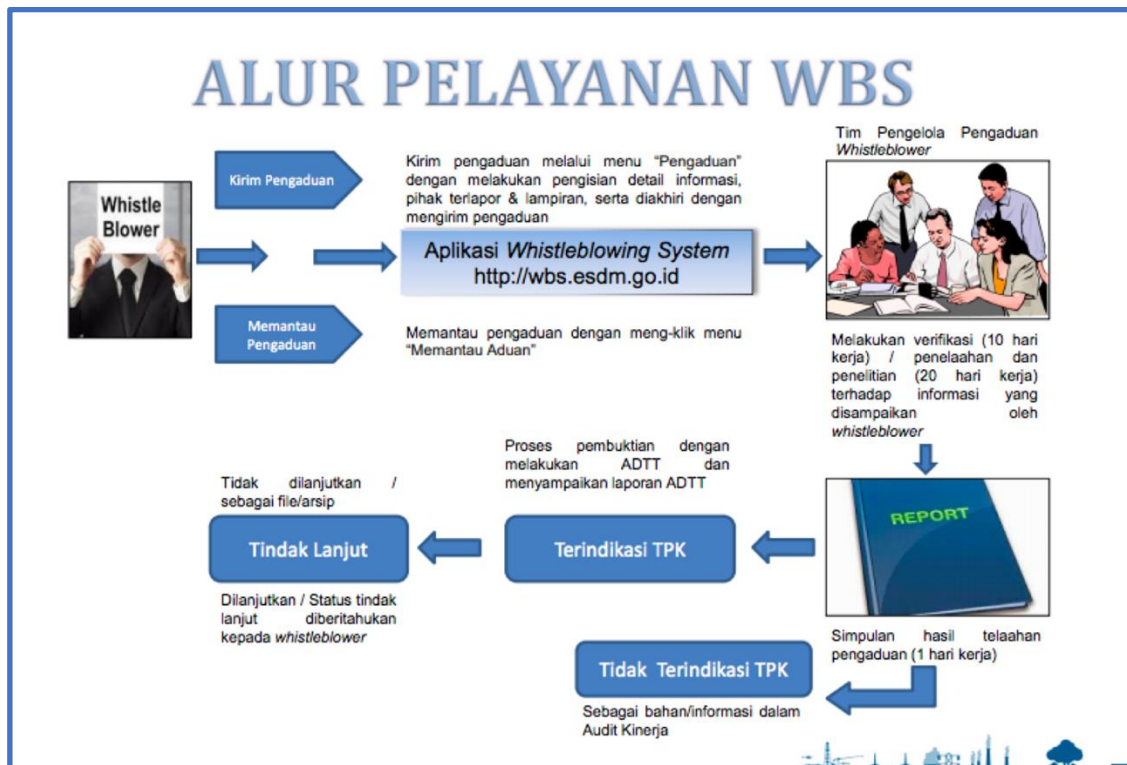 ALUR PELAYANAN WBS
Whistle
Blower
Kirim Pengaduan
Kirim pengaduan melalui menu “Pengaduan”
dengan melakukan pengisian detail informasi,
pihak terlapor & lampiran, serta diakhiri dengan
mengirim pengaduan
Aplikasi Whistleblowing System
http://wbs.esdm.go.id
Memantau
Pengaduan
Memantau pengaduan dengan meng-klik menu
“Memantau Aduan”
Tim Pengelola Pengaduan
Whistleblower
Melakukan verifikasi (10 hari
kerja) / penelaahan dan
penelitian (20 hari kerja)
terhadap informasi yang
disampaikan oleh
whistleblower
REPORT
Simpulan hasil telaahan
pengaduan (1 hari kerja)
Proses pembuktian dengan
melakukan ADTT dan
menyampaikan laporan ADTT
Terindikasi TPK
Tidak dilanjutkan /
sebagai file/arsip
Tindak Lanjut
Dilanjutkan / Status tindak
lanjut diberitahukan
kepada whistleblower
Tidak Terindikasi TPK
Sebagai bahan/informasi dalam
Audit Kinerja